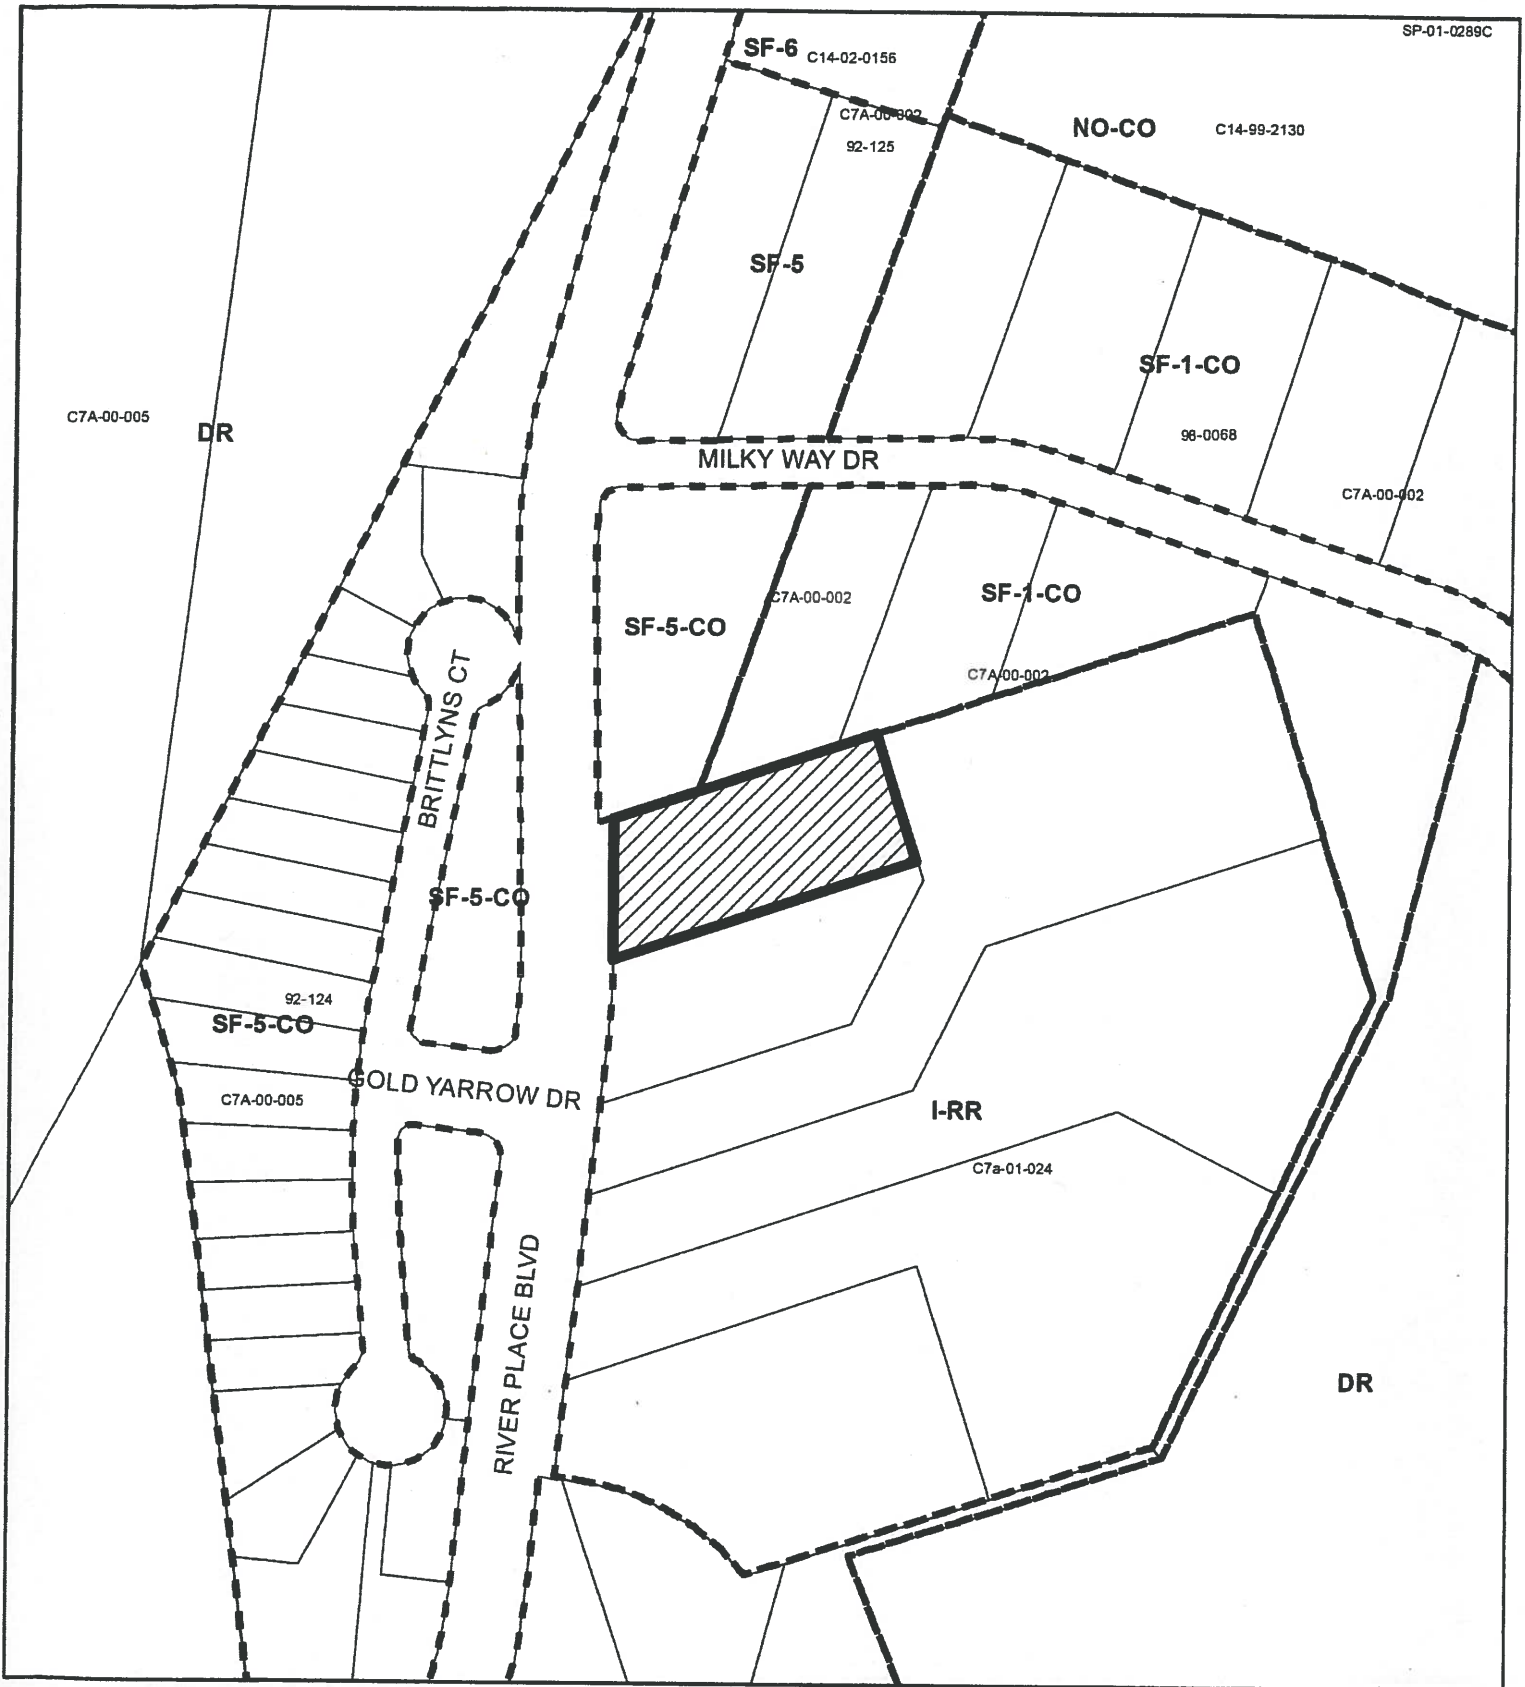 SP-01-0289C
SF-6
C14-02-0156
C7A-00-002
92-125
NO-CO
C14-99-2130
SF-5
SF-1-CO
C7A-00-005
DR
98-0068
MILKY WAY DR
C7A-00-002
SF-1-CO
C7A-00-002
SF-5-CO
C7A-00-002
BRITTLYNS CT
SF-5-CO
92-124
SF-5-CO
GOLD YARROW DR
C7A-00-005
I-RR
C7a-01-024
RIVER PLACE BLVD
DR